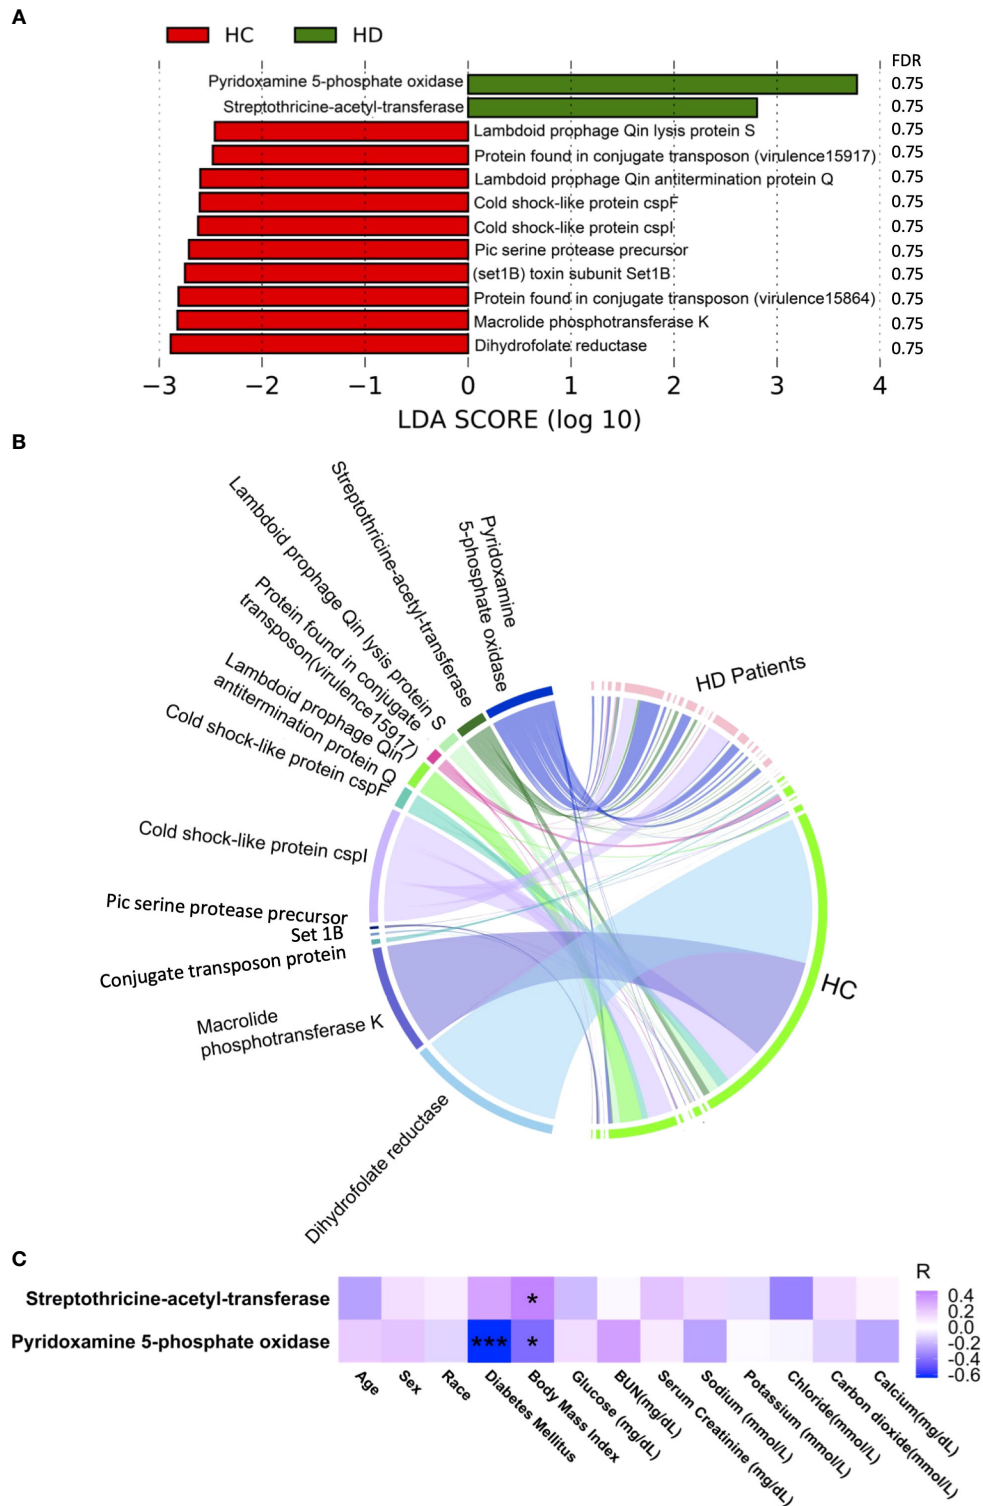 A
HC HD
FDR
Pyridoxamine 5-phosphate oxidase 0.75
Streptothricine-acetyl-transferase 0.75
Lambdoid prophage Qin lysis protein S 0.75
Protein found in conjugate transposon (virulence15917) 0.75
Lambdoid prophage Qin antitermination protein Q 0.75
Cold shock-like protein cspF 0.75
Cold shock-like protein cspI 0.75
Pic serine protease precursor 0.75
(set1B) toxin subunit Set1B 0.75
Protein found in conjugate transposon (virulence15864) 0.75
Macrolide phosphotransferase K 0.75
Dihydrofolate reductase 0.75
−3 −2 −1 0 1 2 3 4
LDA SCORE (log 10)
B
Pyridoxamine
5-phosphate oxidase
Streptothricine-acetyl-transferase
Lambdoid prophage Qin lysis protein S
Protein found in conjugate
transposon(virulence15917)
Lambdoid prophage Qin
antitermination protein Q
Cold shock-like protein cspF
Cold shock-like protein cspI
Pic serine protease precursor
Set 1B
Conjugate transposon protein
Macrolide
phosphotransferase K
Dihydrofolate reductase
HD Patients
HC
C
Streptothricine-acetyl-transferase *
Pyridoxamine 5-phosphate oxidase *** *
Age
Sex
Race
Diabetes Mellitus
Body Mass Index
Glucose (mg/dL)
BUN(mg/dL)
Serum Creatinine (mg/dL)
Sodium (mmol/L)
Potassium (mmol/L)
Chloride(mmol/L)
Carbon dioxide(mmol/L)
Calcium(mg/dL)
R
0.4
0.2
0.0
-0.2
-0.4
-0.6